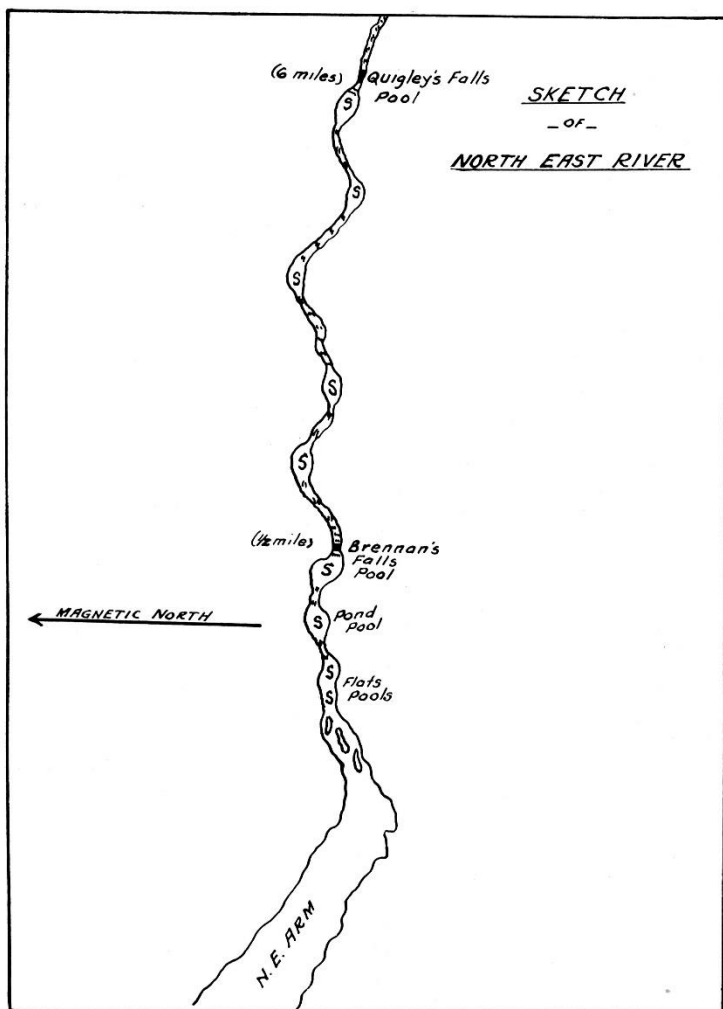 SKETCH
_ OF _
NORTH EAST RIVER
(6 miles) Quigley's Falls
Pool
S
S
S
S
S
(½ mile) Brennan's
Falls
Pool
S
MAGNETIC NORTH
Pond
Pool
S
Flats
Pools
S
S
N. E. ARM